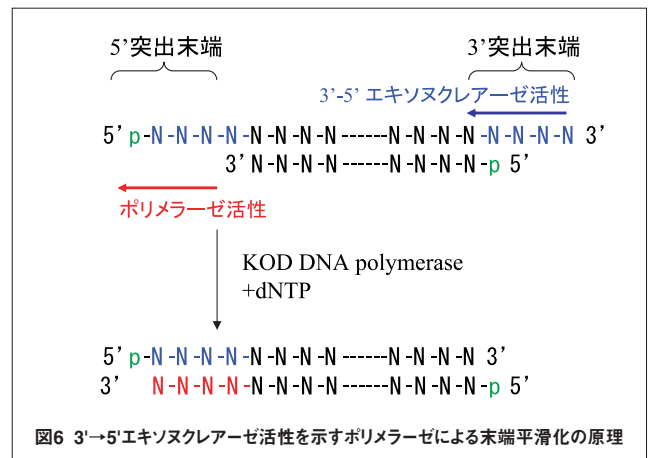 5’突出末端 3’突出末端
3’-5’ エキソヌクレアーゼ活性
5’ p-N-N-N-N-N-N-N-N------N-N-N-N-N-N-N-N 3’
3’ N-N-N-N------N-N-N-N-p 5’
ポリメラーゼ活性
KOD DNA polymerase
+dNTP
5’ p-N-N-N-N-N-N-N-N------N-N-N-N 3’
3’ N-N-N-N-N-N-N-N------N-N-N-N-p 5’
図6 3'→5'エキソヌクレアーゼ活性を示すポリメラーゼによる末端平滑化の原理